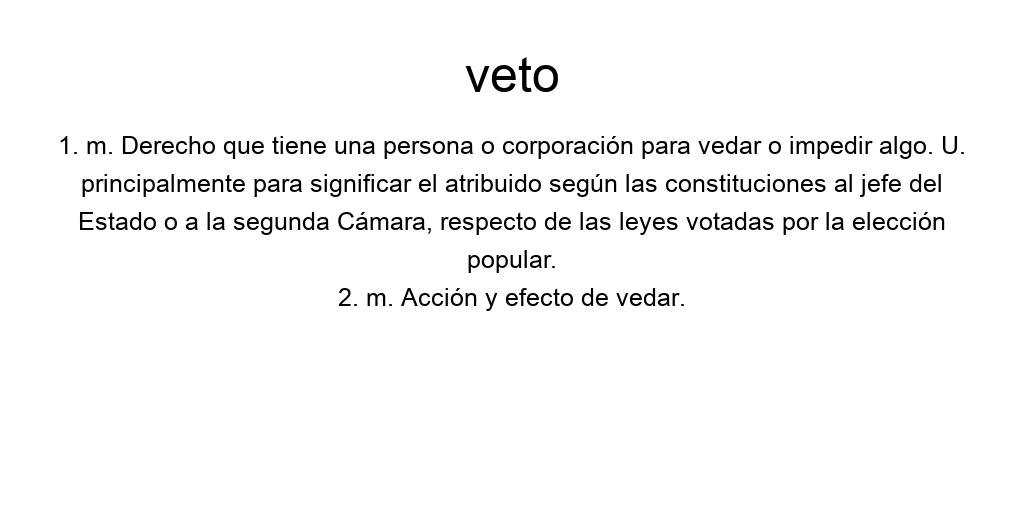 veto
1. m. Derecho que tiene una persona o corporación para vedar o impedir algo. U.
principalmente para significar el atribuido según las constituciones al jefe del
Estado o a la segunda Cámara, respecto de las leyes votadas por la elección
popular.
2. m. Acción y efecto de vedar.